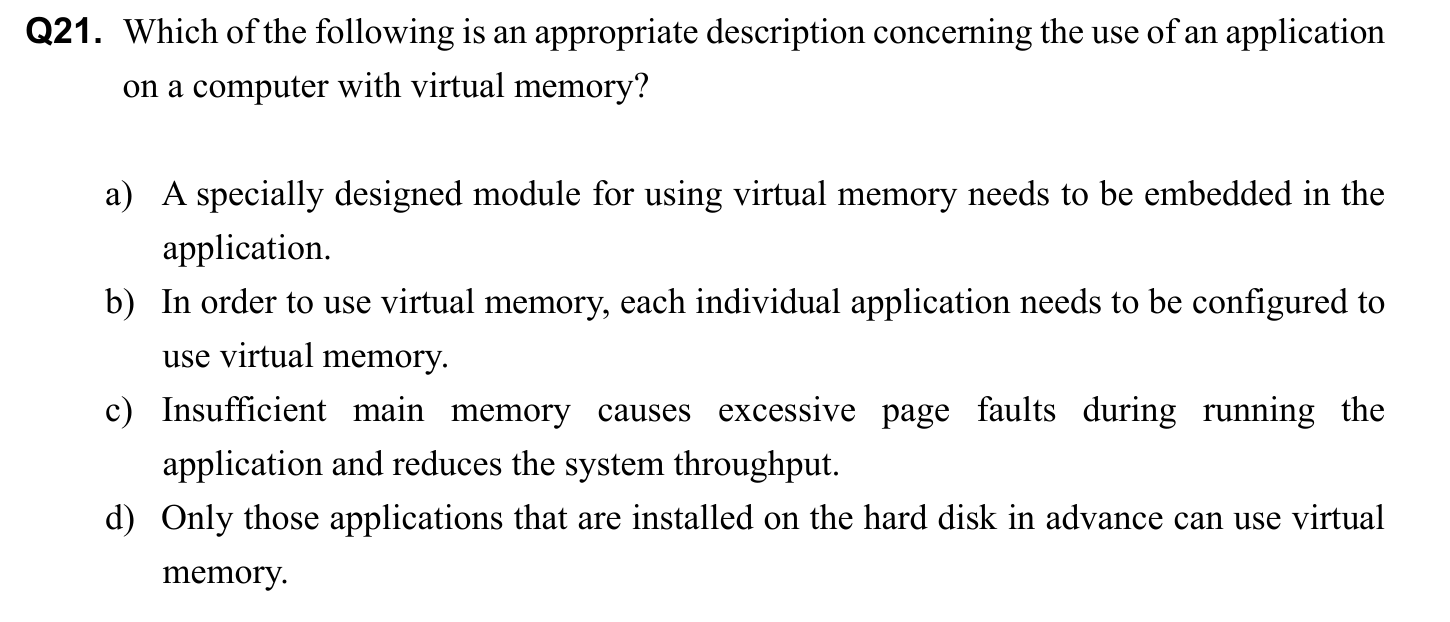 Q21. Which of the following is an appropriate description concerning the use of an application
on a computer with virtual memory?
a) A specially designed module for using virtual memory needs to be embedded in the
application.
b) In order to use virtual memory, each individual application needs to be configured to
use virtual memory.
c) Insufficient main memory causes excessive page faults during running the
application and reduces the system throughput.
d) Only those applications that are installed on the hard disk in advance can use virtual
memory.